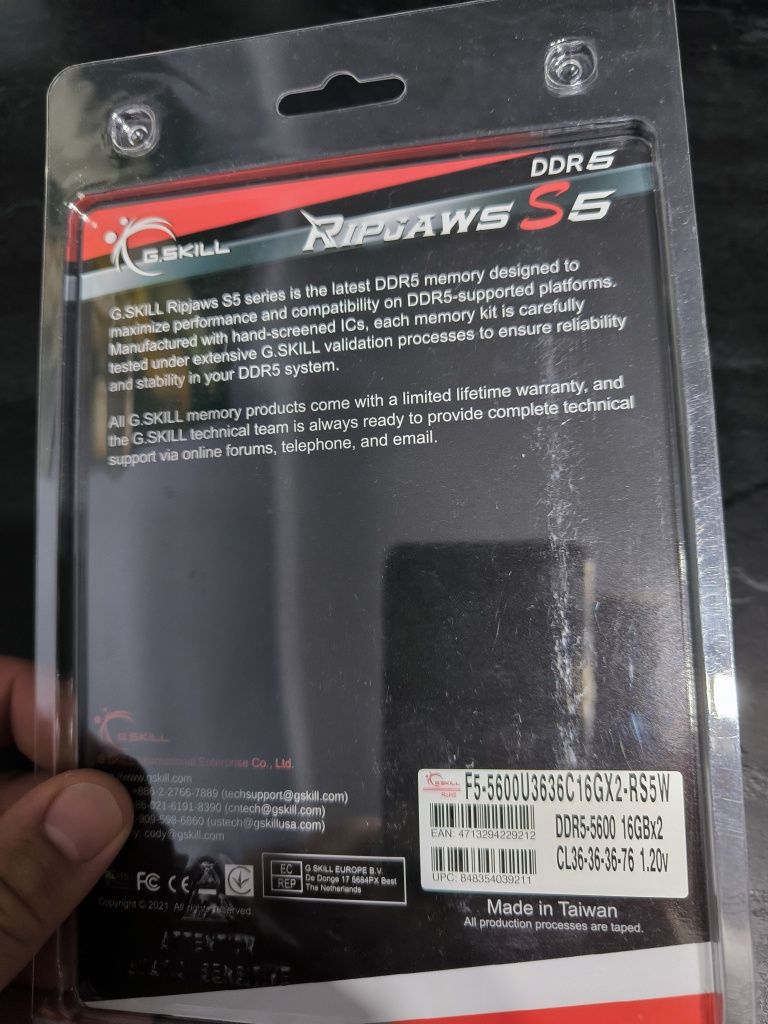 DDR5
G.SKILL
RIPJAWS S5
G.SKILL Ripjaws S5 series is the latest DDR5 memory designed to
maximize performance and compatibility on DDR5-supported platforms.
Manufactured with hand-screened ICs, each memory kit is carefully
tested under extensive G.SKILL validation processes to ensure reliability
and stability in your DDR5 system.
All G.SKILL memory products come with a limited lifetime warranty, and
the G.SKILL technical team is always ready to provide complete technical
support via online forums, telephone, and email.
G.SKILL
International Enterprise Co., Ltd.
www.gskill.com
+886-2-2766-7889 (techsupport@gskill.com)
021-6191-8390 (cntech@gskill.com)
909-598-6860 (ustech@gskillusa.com)
cody@gskill.com
G.SKILL
RoHS
F5-5600U3636C16GX2-RS5W
EAN: 4713294229212
DDR5-5600 16GBx2
CL36-36-36-76 1.20v
UPC: 848354039211
FC CE
EC REP
G.SKILL EUROPE B.V.
De Donge 17 5684PX Best
The Netherlands
Copyright © 2021 All rights reserved.
Made in Taiwan
All production processes are taped.
ATTENTION
STATIC SENSITIVE